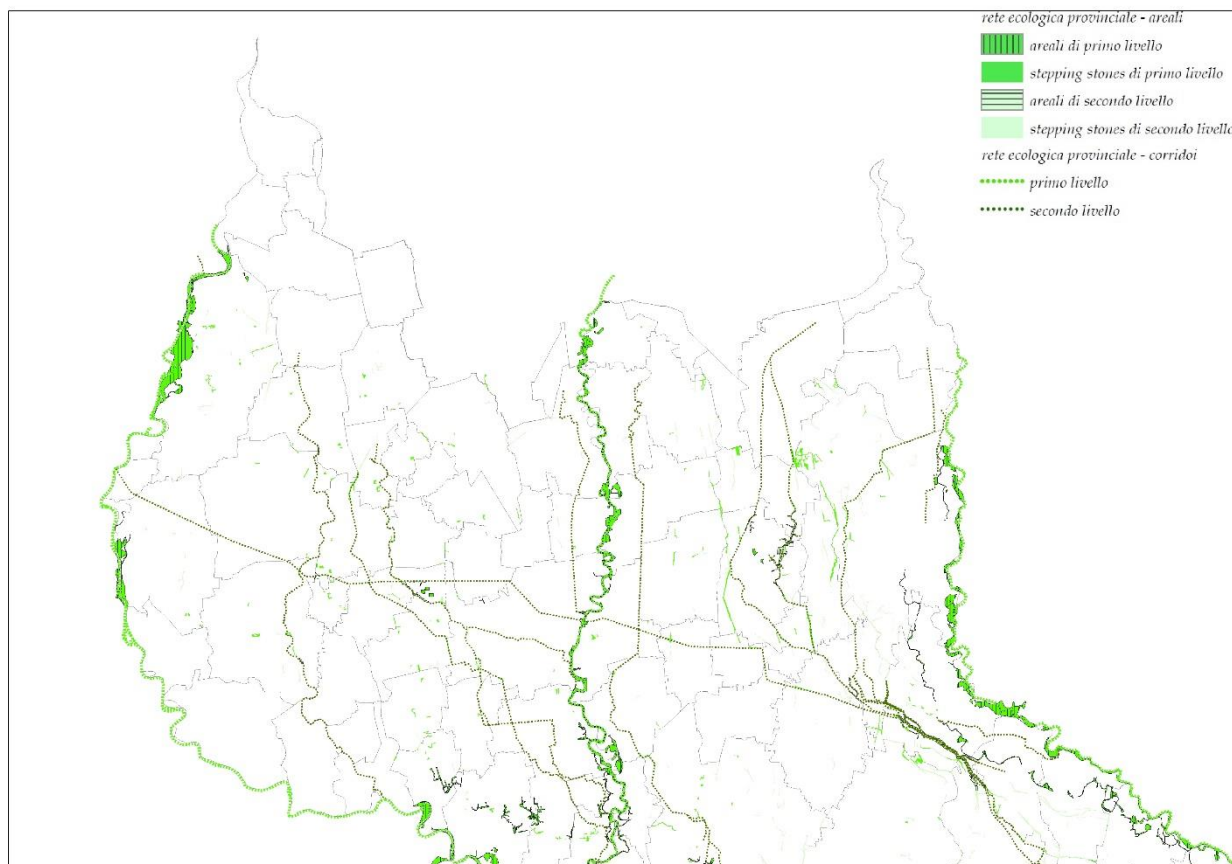 rete ecologica provinciale - areali
areali di primo livello
stepping stones di primo livello
areali di secondo livello
stepping stones di secondo livello
rete ecologica provinciale - corridoi
primo livello
secondo livello